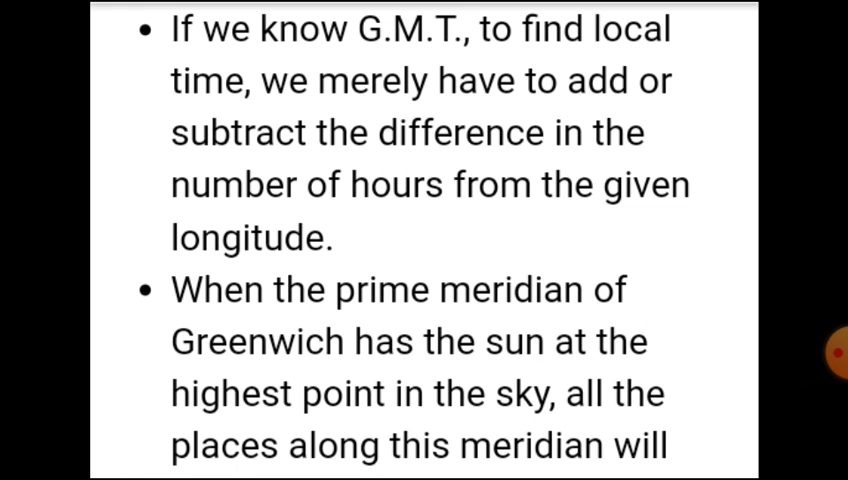 • If we know G.M.T., to find local
time, we merely have to add or
subtract the difference in the
number of hours from the given
longitude.
• When the prime meridian of
Greenwich has the sun at the
highest point in the sky, all the
places along this meridian will